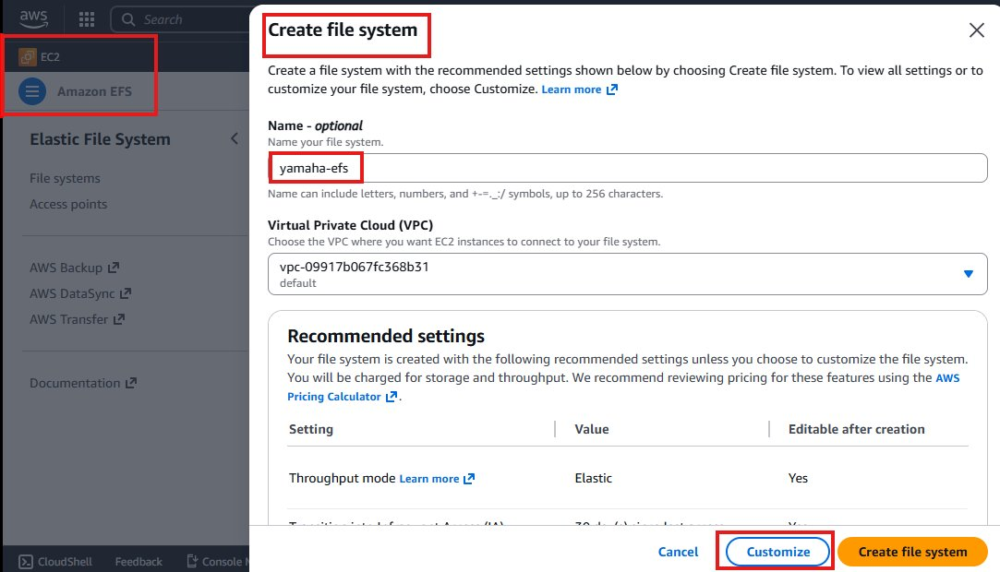 aws
Search
EC2
Amazon EFS
Elastic File System
File systems
Access points
AWS Backup
AWS DataSync
AWS Transfer
Documentation
CloudShell
Feedback
Console
Create file system
Create a file system with the recommended settings shown below by choosing Create file system. To view all settings or to
customize your file system, choose Customize. Learn more
Name - optional
Name your file system.
yamaha-efs
Name can include letters, numbers, and +-=._:/ symbols, up to 256 characters.
Virtual Private Cloud (VPC)
Choose the VPC where you want EC2 instances to connect to your file system.
vpc-09917b067fc368b31
default
Recommended settings
Your file system is created with the following recommended settings unless you choose to customize the file system.
You will be charged for storage and throughput. We recommend reviewing pricing for these features using the AWS
Pricing Calculator .
Setting Value Editable after creation
Throughput mode Learn more Elastic Yes
Cancel Customize Create file system